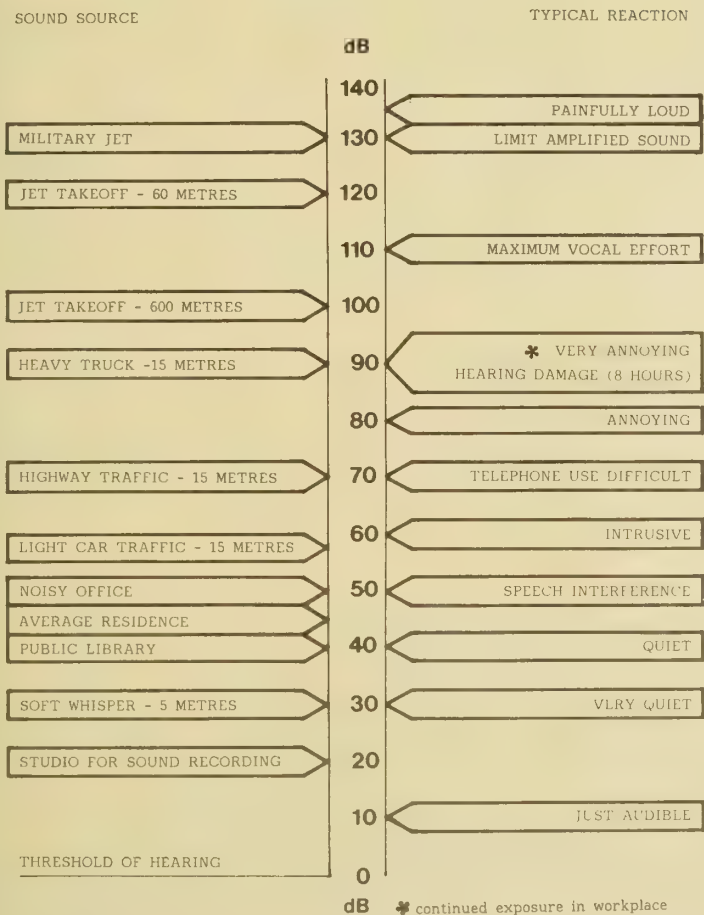 SOUND SOURCE
TYPICAL REACTION
dB
140
PAINFULLY LOUD
MILITARY JET
130
LIMIT AMPLIFIED SOUND
JET TAKEOFF - 60 METRES
120
110
MAXIMUM VOCAL EFFORT
JET TAKEOFF - 600 METRES
100
HEAVY TRUCK -15 METRES
90
* VERY ANNOYING
HEARING DAMAGE (8 HOURS)
80
ANNOYING
HIGHWAY TRAFFIC - 15 METRES
70
TELEPHONE USE DIFFICULT
60
INTRUSIVE
LIGHT CAR TRAFFIC - 15 METRES
NOISY OFFICE
50
SPEECH INTERFERENCE
AVERAGE RESIDENCE
PUBLIC LIBRARY
40
QUIET
SOFT WHISPER - 5 METRES
30
VERY QUIET
STUDIO FOR SOUND RECORDING
20
10
JUST AUDIBLE
THRESHOLD OF HEARING
0
dB
* continued exposure in workplace